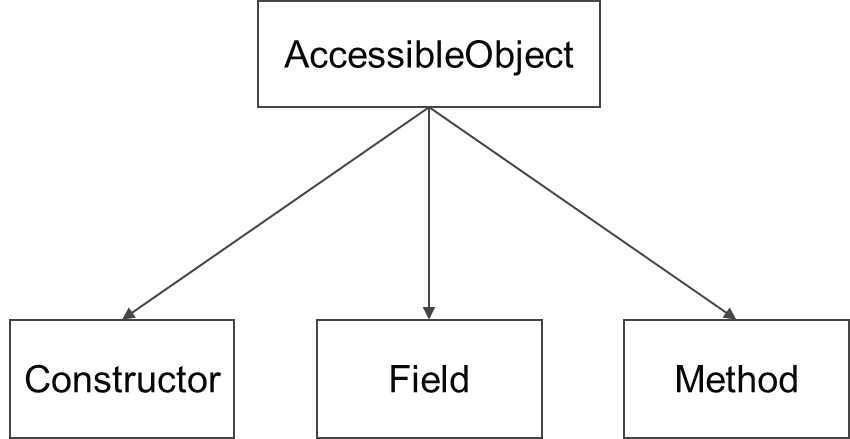 AccessibleObject
Constructor
Field
Method